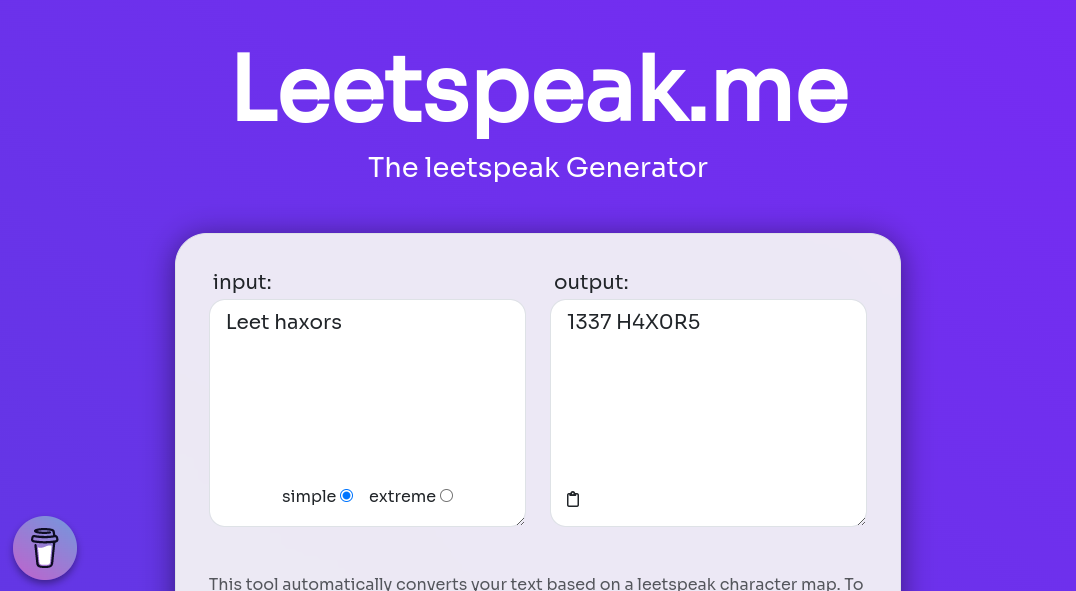 Leetspeak.me
The leetspeak Generator
input:
output:
Leet haxors
1337 H4X0R5
simple extreme
This tool automatically converts your text based on a leetspeak character map. To